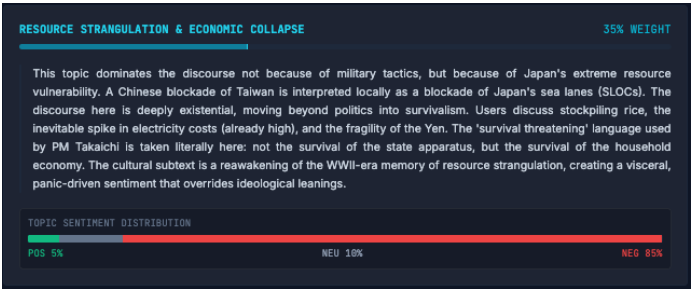 RESOURCE STRANGULATION & ECONOMIC COLLAPSE
35% WEIGHT
This topic dominates the discourse not because of military tactics, but because of Japan's extreme resource
vulnerability. A Chinese blockade of Taiwan is interpreted locally as a blockade of Japan's sea lanes (SLOCs). The
discourse here is deeply existential, moving beyond politics into survivalism. Users discuss stockpiling rice, the
inevitable spike in electricity costs (already high), and the fragility of the Yen. The 'survival threatening' language used
by PM Takaichi is taken literally here: not the survival of the state apparatus, but the survival of the household
economy. The cultural subtext is a reawakening of the WWII-era memory of resource strangulation, creating a visceral,
panic-driven sentiment that overrides ideological leanings.
TOPIC SENTIMENT DISTRIBUTION
POS 5%
NEU 10%
NEG 85%